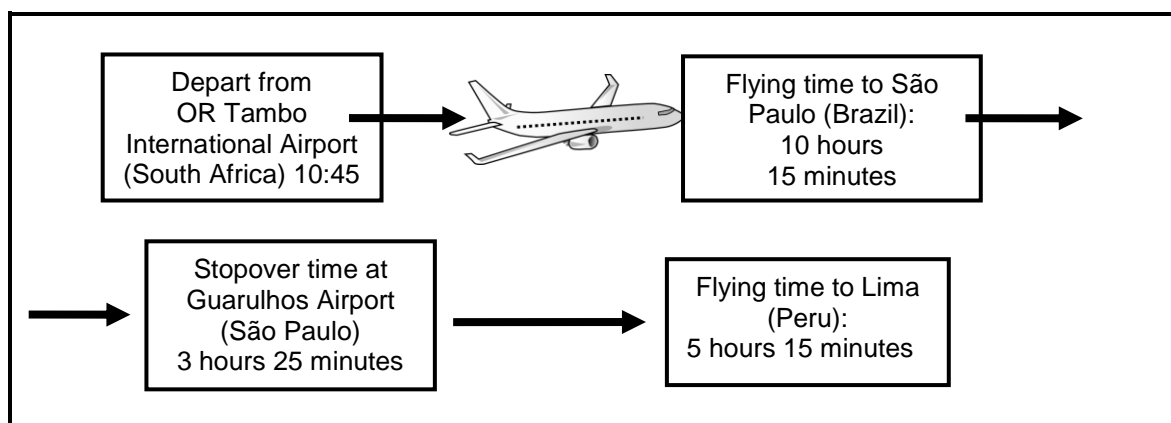 Depart from
OR Tambo
International Airport
(South Africa) 10:45
Flying time to São
Paulo (Brazil):
10 hours
15 minutes
Stopover time at
Guarulhos Airport
(São Paulo)
3 hours 25 minutes
Flying time to Lima
(Peru):
5 hours 15 minutes